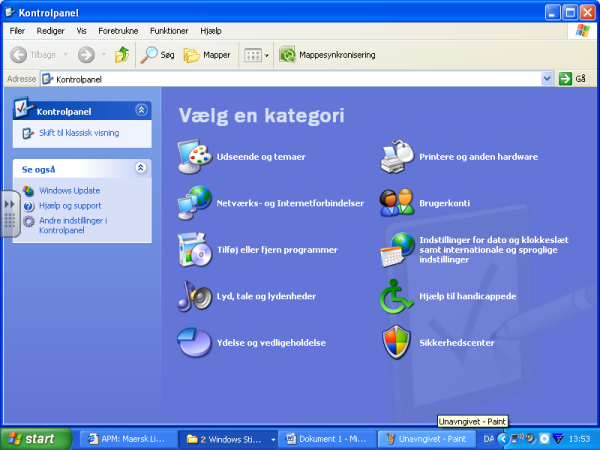 Kontrolpanel
Filer Rediger Vis Foretrukne Funktioner Hjælp
Tilbage Søg Mapper Mappesynkronisering
Adresse Kontrolpanel Gå
Kontrolpanel
Skift til klassisk visning
Se også
Windows Update
Hjælp og support
Andre indstillinger i
Kontrolpanel
Vælg en kategori
Udseende og temaer
Printere og anden hardware
Netværks- og Internetforbindelser
Brugerkonti
Tilføj eller fjern programmer
Indstillinger for dato og klokkeslæt
samt internationale og sproglige
indstillinger
Lyd, tale og lydenheder
Hjælp til handicappede
Ydelse og vedligeholdelse
Sikkerhedscenter
Unavngivet - Paint
start APM: Maersk Li... 2 Windows Sti... Dokument 1 - Mi... Unavngivet - Paint DA 13:53